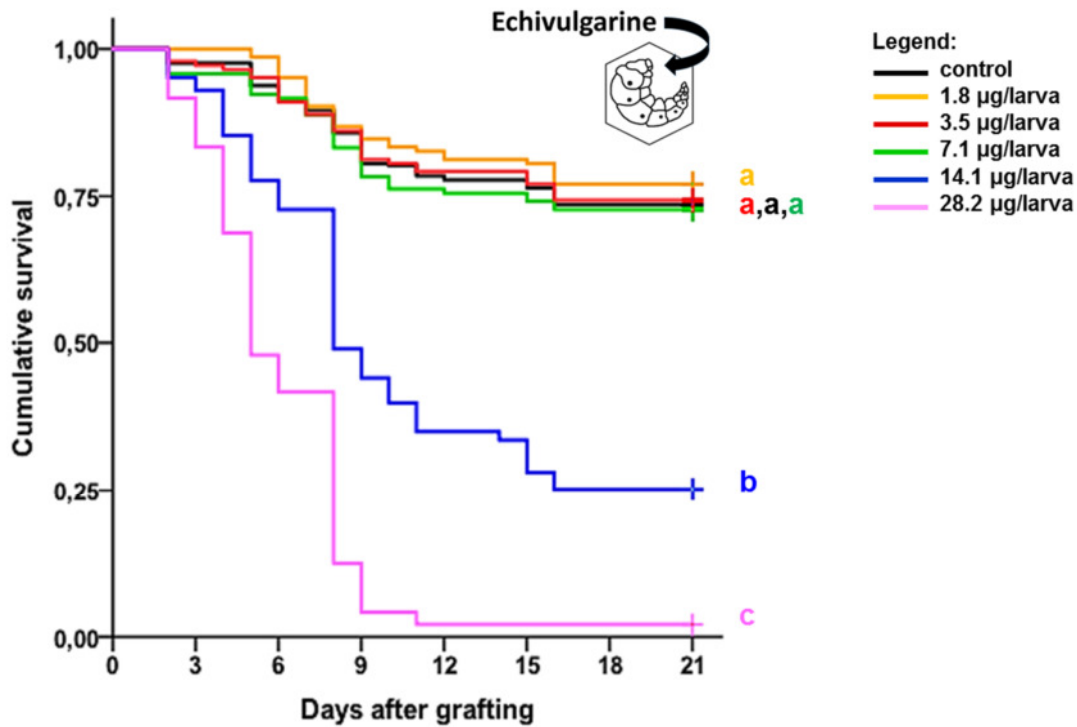 Echivulgarine
Legend:
control
1.8 µg/larva
3.5 µg/larva
7.1 µg/larva
14.1 µg/larva
28.2 µg/larva
Cumulative survival
1,00
0,75
0,50
0,25
0,00
a
a,a,a
b
c
0 3 6 9 12 15 18 21
Days after grafting